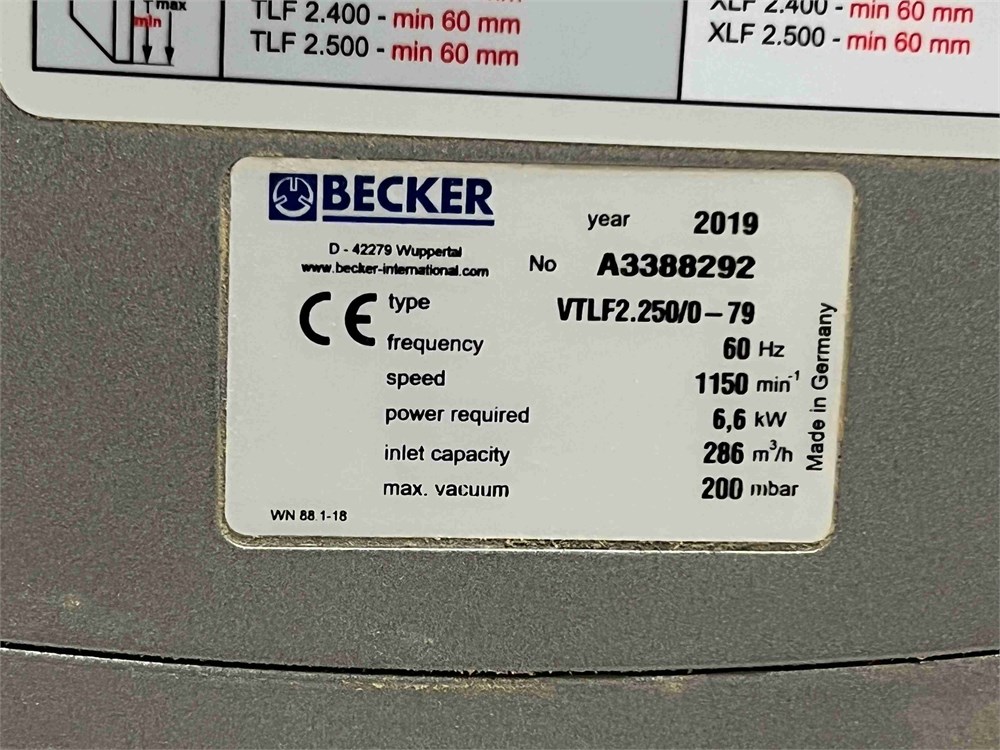 max
min
TLF 2.400 - min 60 mm
TLF 2.500 - min 60 mm
XLF 2.400 - min 60 mm
XLF 2.500 - min 60 mm
BECKER
D - 42279 Wuppertal
www.becker-international.com
year 2019
No A3388292
CE
type VTLF2.250/0-79
frequency 60 Hz
speed 1150 min⁻¹
power required 6,6 kW
inlet capacity 286 m³/h
max. vacuum 200 mbar
WN 88.1-18
Made in Germany